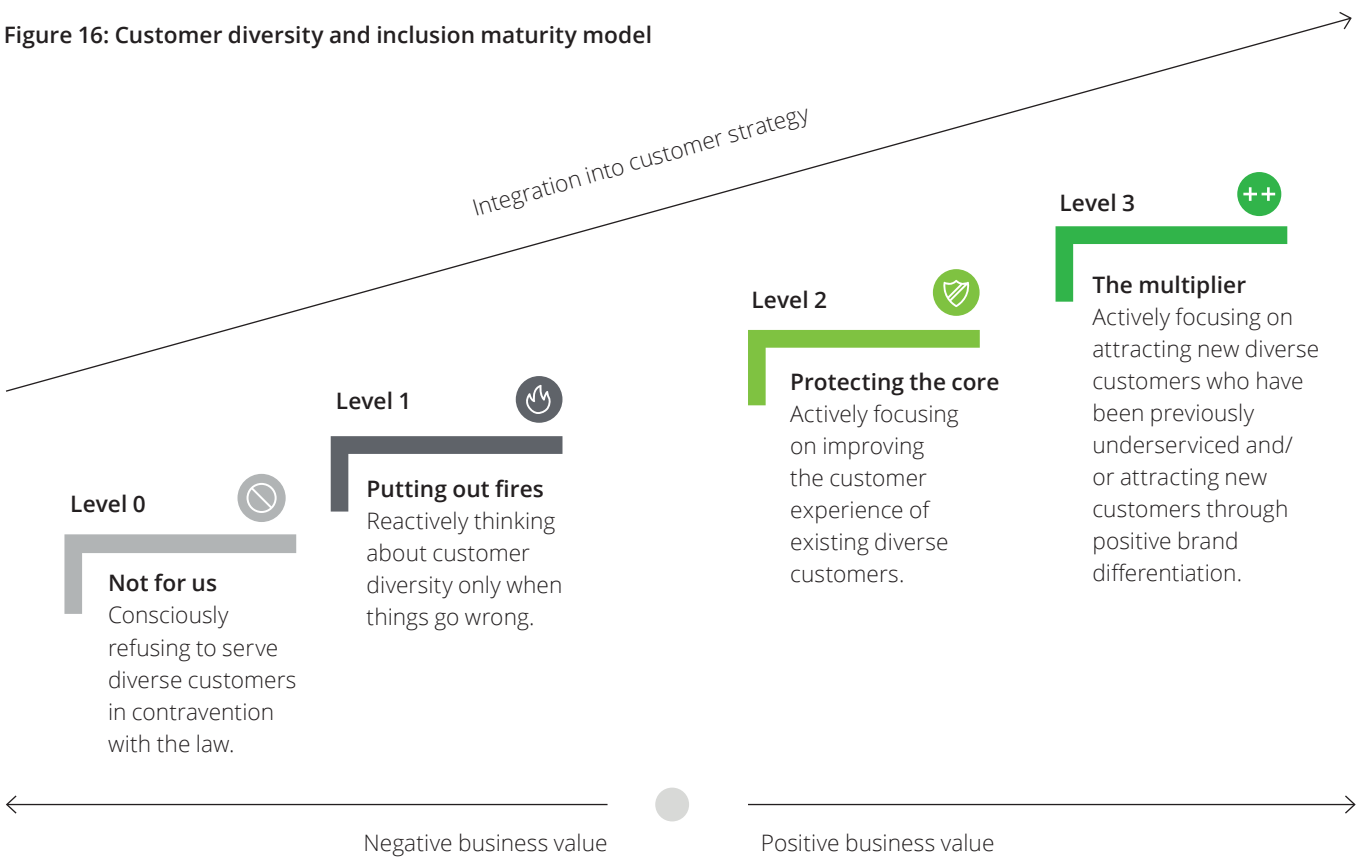 Figure 16: Customer diversity and inclusion maturity model
Integration into customer strategy
Level 0
Not for us
Consciously
refusing to serve
diverse customers
in contravention
with the law.
Level 1
Putting out fires
Reactively thinking
about customer
diversity only when
things go wrong.
Level 2
Protecting the core
Actively focusing
on improving
the customer
experience of
existing diverse
customers.
Level 3
++
The multiplier
Actively focusing on
attracting new diverse
customers who have
been previously
underserviced and/
or attracting new
customers through
positive brand
differentiation.
Negative business value
Positive business value